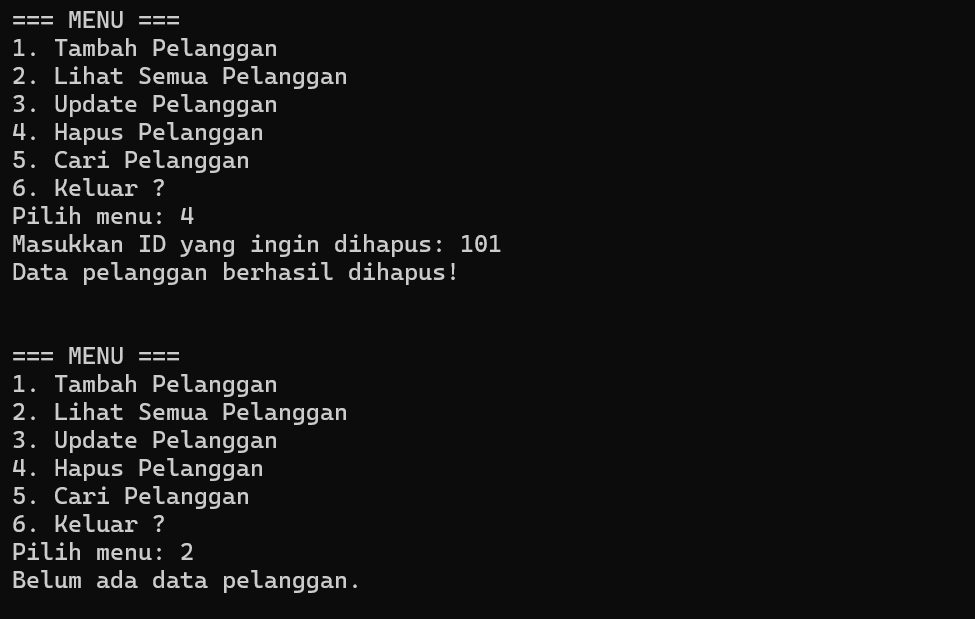 === MENU ===
1. Tambah Pelanggan
2. Lihat Semua Pelanggan
3. Update Pelanggan
4. Hapus Pelanggan
5. Cari Pelanggan
6. Keluar ?
Pilih menu: 4
Masukkan ID yang ingin dihapus: 101
Data pelanggan berhasil dihapus!
=== MENU ===
1. Tambah Pelanggan
2. Lihat Semua Pelanggan
3. Update Pelanggan
4. Hapus Pelanggan
5. Cari Pelanggan
6. Keluar ?
Pilih menu: 2
Belum ada data pelanggan.